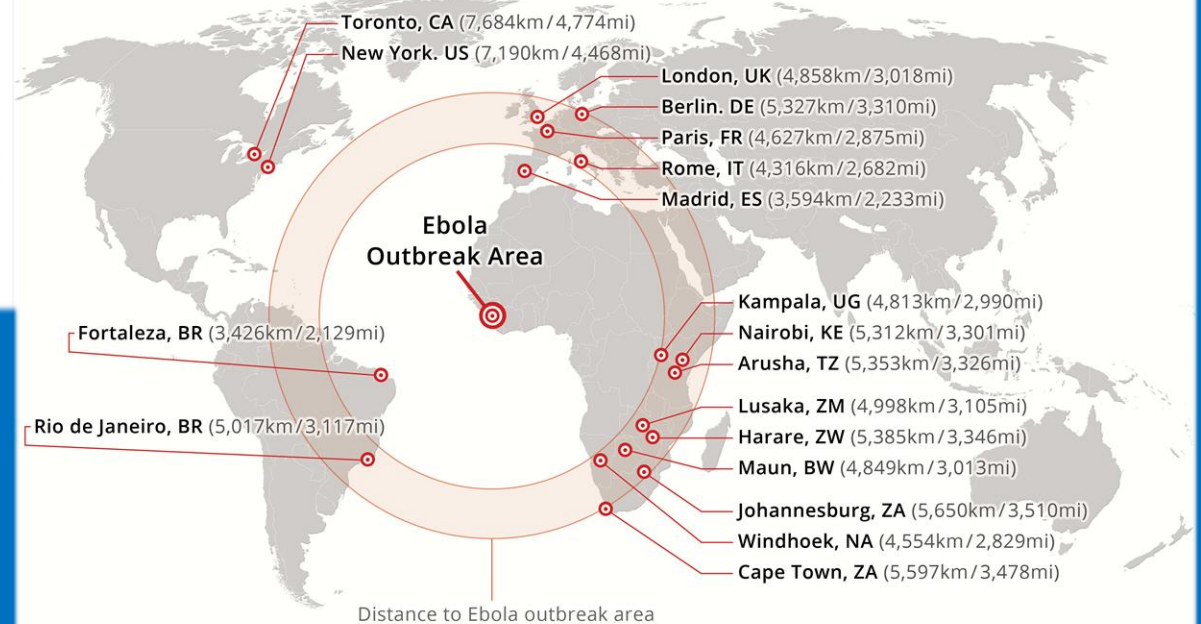 Toronto, CA (7,684km/4,774mi)
New York. US (7,190km/4,468mi)
London, UK (4,858km/3,018mi)
Berlin. DE (5,327km/3,310mi)
Paris, FR (4,627km/2,875mi)
Rome, IT (4,316km/2,682mi)
Madrid, ES (3,594km/2,233mi)
Ebola
Outbreak Area
Kampala, UG (4,813km/2,990mi)
Nairobi, KE (5,312km/3,301mi)
Arusha, TZ (5,353km/3,326mi)
Fortaleza, BR (3,426km/2,129mi)
Lusaka, ZM (4,998km/3,105mi)
Harare, ZW (5,385km/3,346mi)
Maun, BW (4,849km/3,013mi)
Rio de Janeiro, BR (5,017km/3,117mi)
Johannesburg, ZA (5,650km/3,510mi)
Windhoek, NA (4,554km/2,829mi)
Cape Town, ZA (5,597km/3,478mi)
Distance to Ebola outbreak area